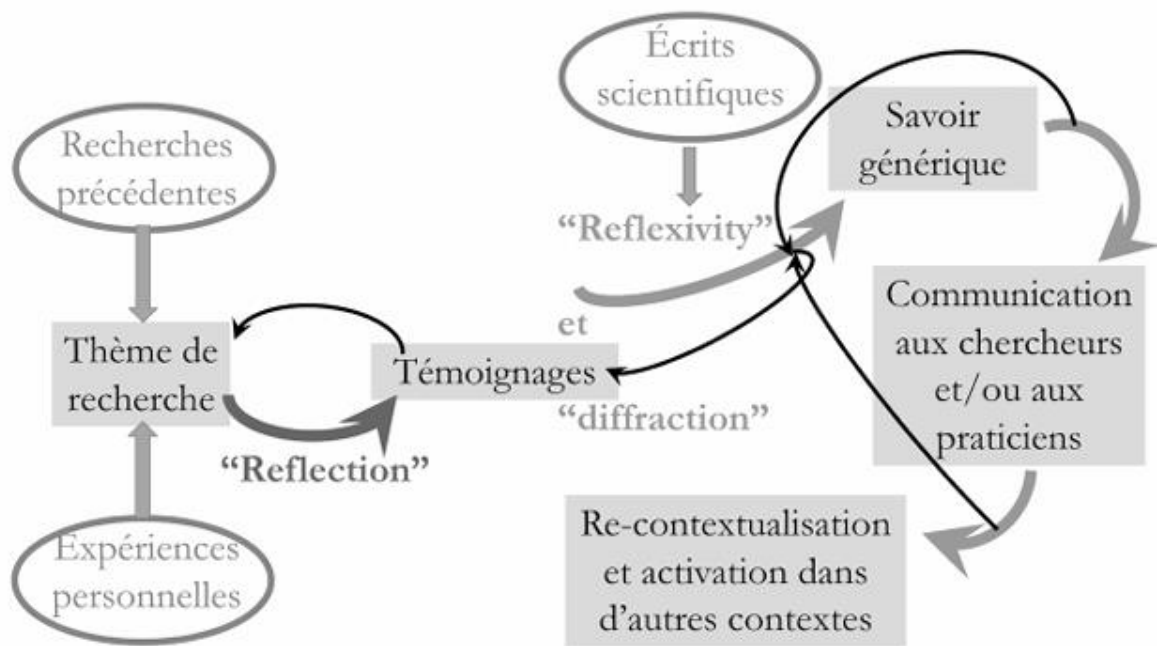 Écrits
scientifiques
Savoir
générique
Recherches
précédentes
“Reflexivity”
et
“diffraction”
Communication
aux chercheurs
et/ou aux
praticiens
Thème de
recherche
Témoignages
“Reflection”
Re-contextualisation
et activation dans
d’autres contextes
Expériences
personnelles